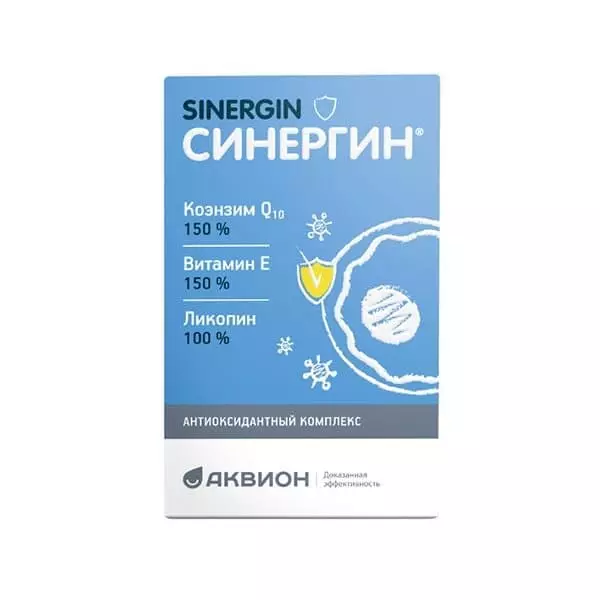 SINERGIN
СИНЕРГИН®
Коэнзим Q10
150 %
Витамин Е
150 %
Ликопин
100 %
V
АНТИОКСИДАНТНЫЙ КОМПЛЕКС
АКВИОН
Доказанная
эффективность